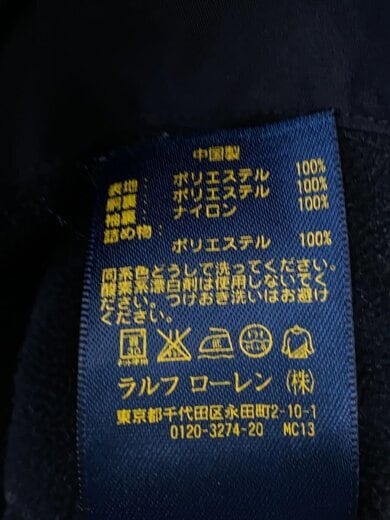 中国製
表地: ポリエステル 100%
胴裏: ポリエステル 100%
袖裏: ナイロン 100%
詰め物:
ポリエステル 100%
同系色どうしで洗ってください。
酸素系漂白剤は使用しないでく
ださい。つけおき洗いはお避け
ください。
ラルフ ローレン (株)
東京都千代田区永田町2-10-1
0120-3274-20 MC13